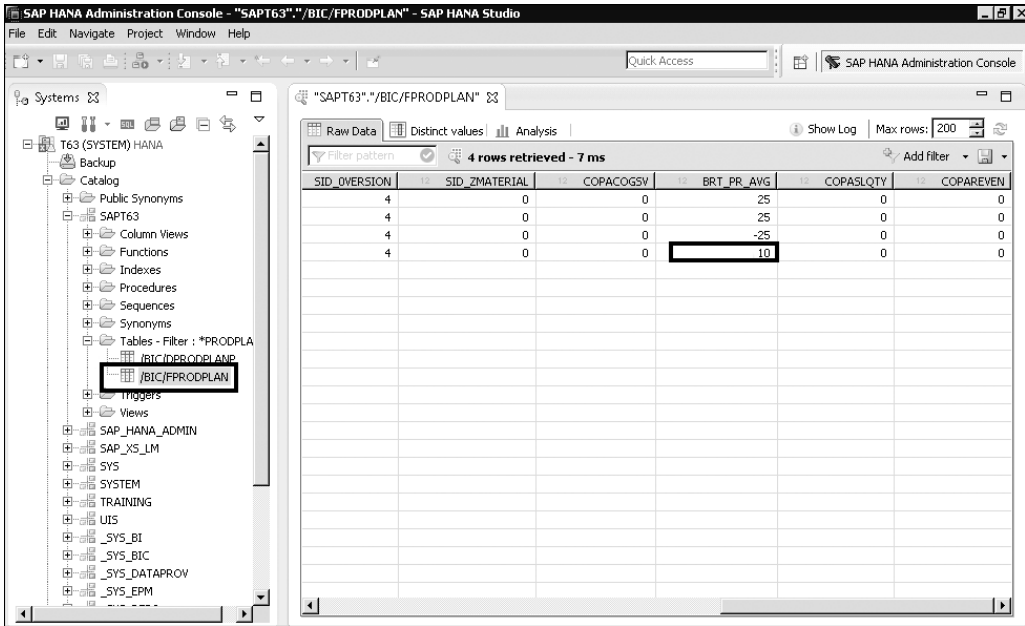 SAP HANA Administration Console - "SAPT63"."/BIC/FPRODPLAN" - SAP HANA Studio
File Edit Navigate Project Window Help
Quick Access
SAP HANA Administration Console
Systems
"SAPT63"."/BIC/FPRODPLAN"
Raw Data Distinct values Analysis
Show Log Max rows: 200
Filter pattern
4 rows retrieved - 7 ms
Add filter
T63 (SYSTEM) HANA
Backup
Catalog
Public Synonyms
SAPT63
Column Views
Functions
Indexes
Procedures
Sequences
Synonyms
Tables - Filter : *PRODPLA
/BIC/DPRODPLANP
/BIC/FPRODPLAN
Triggers
Views
SAP_HANA_ADMIN
SAP_XS_LM
SYS
SYSTEM
TRAINING
UIS
_SYS_BI
_SYS_BIC
_SYS_DATAPROV
_SYS_EPM
SID_0VERSION 12 SID_ZMATERIAL 12 COPACOGSV 12 BRT_PR_AVG 12 COPASLQTY 12 COPAREVEN
4 0 0 25 0 0
4 0 0 25 0 0
4 0 0 -25 0 0
4 0 0 10 0 0